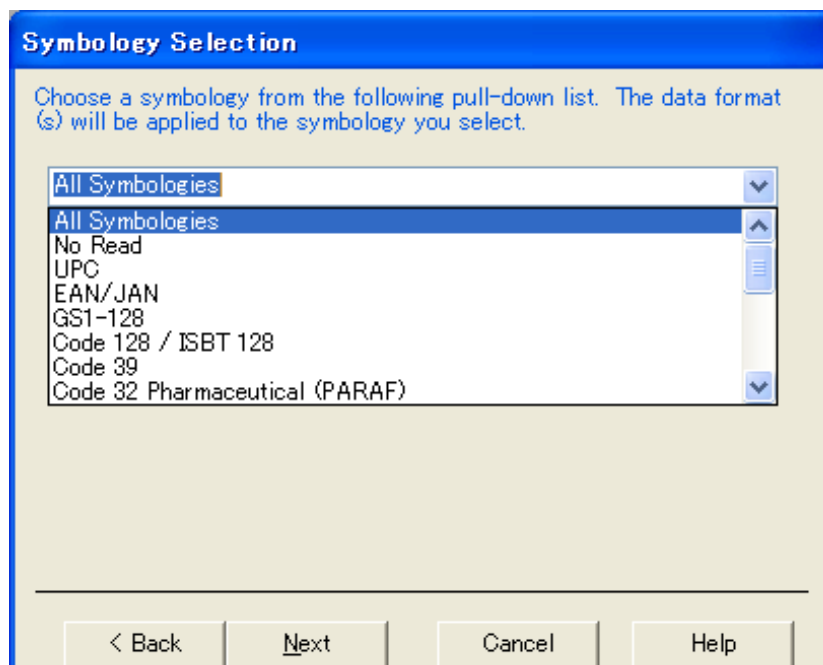 Symbology Selection
Choose a symbology from the following pull-down list. The data format
(s) will be applied to the symbology you select.
All Symbologies
All Symbologies
No Read
UPC
EAN/JAN
GS1-128
Code 128 / ISBT 128
Code 39
Code 32 Pharmaceutical (PARAF)
< Back Next Cancel Help